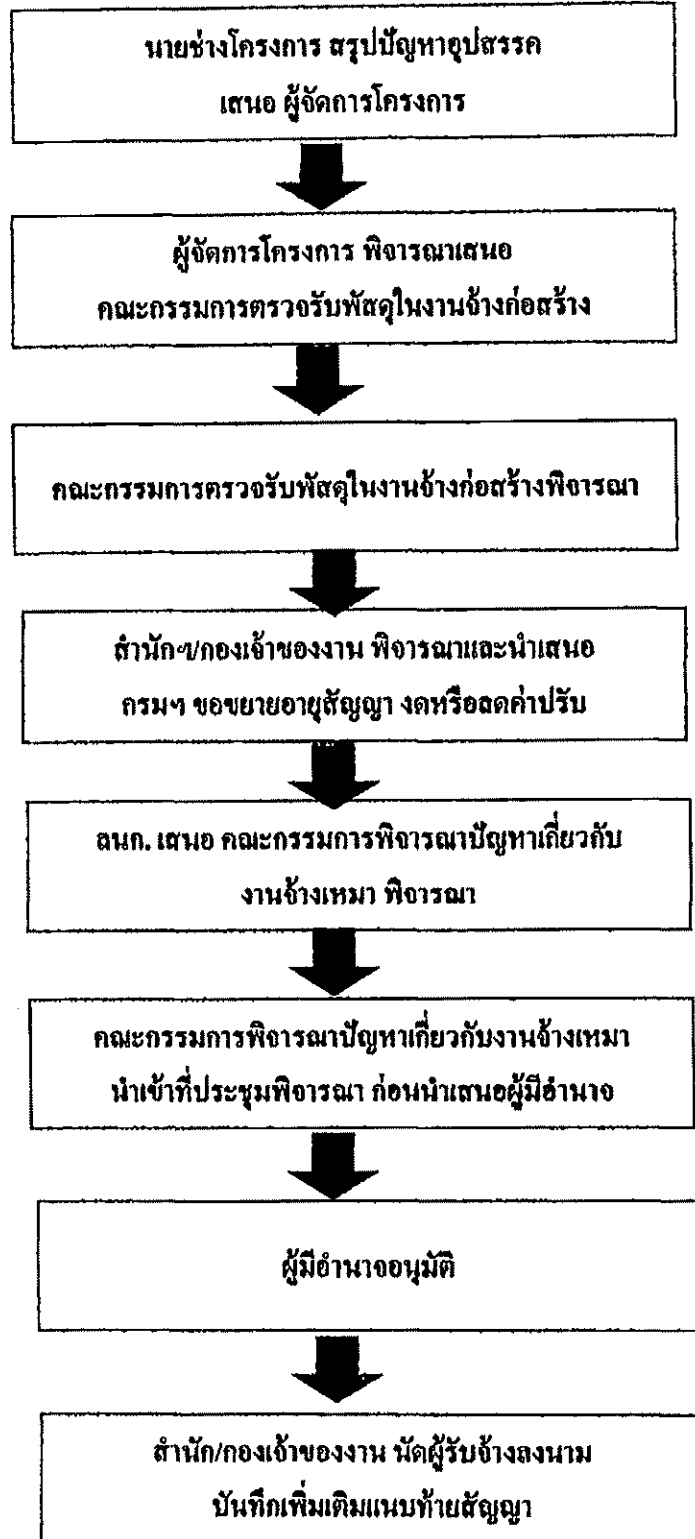 นายช่างโครงการ สรุปปัญหาอุปสรรค
เสนอ ผู้จัดการโครงการ
ผู้จัดการโครงการ พิจารณาเสนอ
คณะกรรมการตรวจรับพัสดุในงานจ้างก่อสร้าง
คณะกรรมการตรวจรับพัสดุในงานจ้างก่อสร้างพิจารณา
สำนักฯ/กองเจ้าของงาน พิจารณาและนำเสนอ
กรมฯ ขอขยายอายุสัญญา งดหรือลดค่าปรับ
สนก. เสนอ คณะกรรมการพิจารณาปัญหาเกี่ยวกับ
งานจ้างเหมา พิจารณา
คณะกรรมการพิจารณาปัญหาเกี่ยวกับงานจ้างเหมา
นำเข้าที่ประชุมพิจารณา ก่อนนำเสนอผู้มีอำนาจ
ผู้มีอำนาจอนุมัติ
สำนัก/กองเจ้าของงาน นัดผู้รับจ้างลงนาม
บันทึกเพิ่มเติมแนบท้ายสัญญา